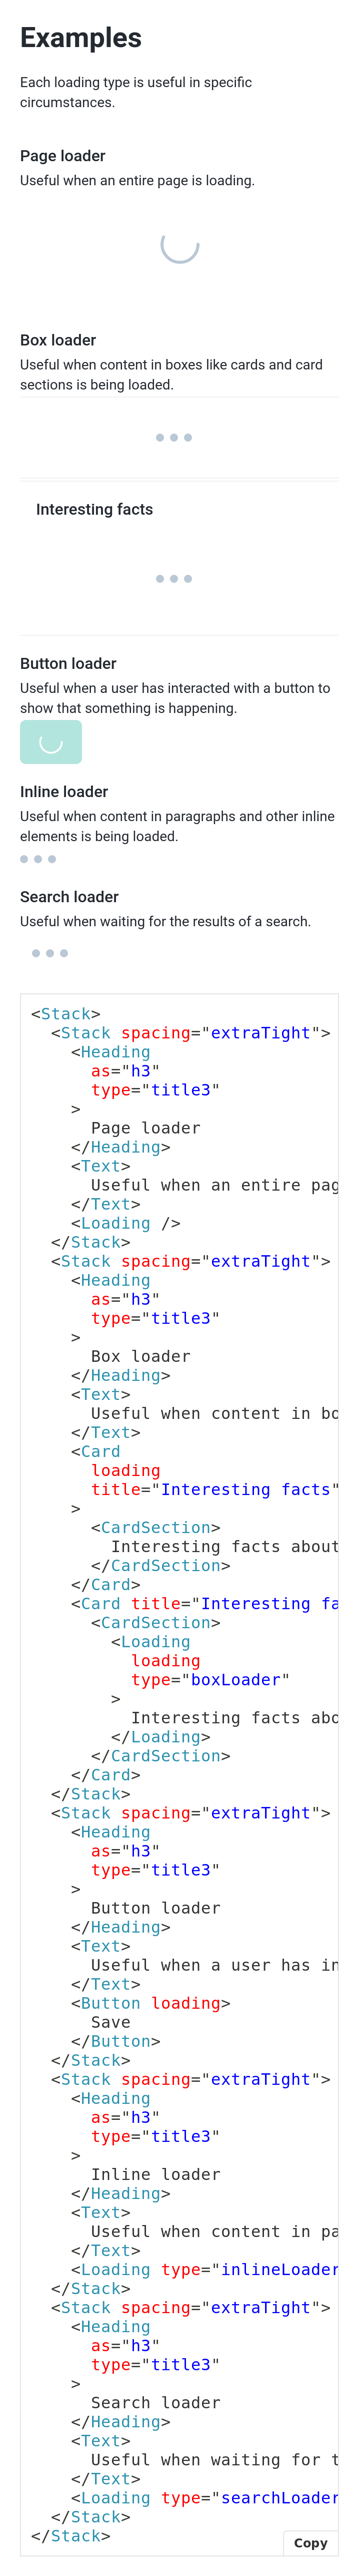 Examples
Each loading type is useful in specific
circumstances.
Page loader
Useful when an entire page is loading.
Box loader
Useful when content in boxes like cards and card
sections is being loaded.
Interesting facts
Button loader
Useful when a user has interacted with a button to
show that something is happening.
Inline loader
Useful when content in paragraphs and other inline
elements is being loaded.
Search loader
Useful when waiting for the results of a search.
<Stack>
  <Stack spacing="extraTight">
    <Heading
      as="h3"
      type="title3"
    >
      Page loader
    </Heading>
    <Text>
      Useful when an entire pag
    </Text>
    <Loading />
  </Stack>
  <Stack spacing="extraTight">
    <Heading
      as="h3"
      type="title3"
    >
      Box loader
    </Heading>
    <Text>
      Useful when content in bo
    </Text>
    <Card
      loading
      title="Interesting facts"
    >
      <CardSection>
        Interesting facts about
      </CardSection>
    </Card>
    <Card title="Interesting fa
      <CardSection>
        <Loading
          loading
          type="boxLoader"
        >
          Interesting facts abo
        </Loading>
      </CardSection>
    </Card>
  </Stack>
  <Stack spacing="extraTight">
    <Heading
      as="h3"
      type="title3"
    >
      Button loader
    </Heading>
    <Text>
      Useful when a user has in
    </Text>
    <Button loading>
      Save
    </Button>
  </Stack>
  <Stack spacing="extraTight">
    <Heading
      as="h3"
      type="title3"
    >
      Inline loader
    </Heading>
    <Text>
      Useful when content in pa
    </Text>
    <Loading type="inlineLoader
  </Stack>
  <Stack spacing="extraTight">
    <Heading
      as="h3"
      type="title3"
    >
      Search loader
    </Heading>
    <Text>
      Useful when waiting for t
    </Text>
    <Loading type="searchLoader
  </Stack>
</Stack>
Copy